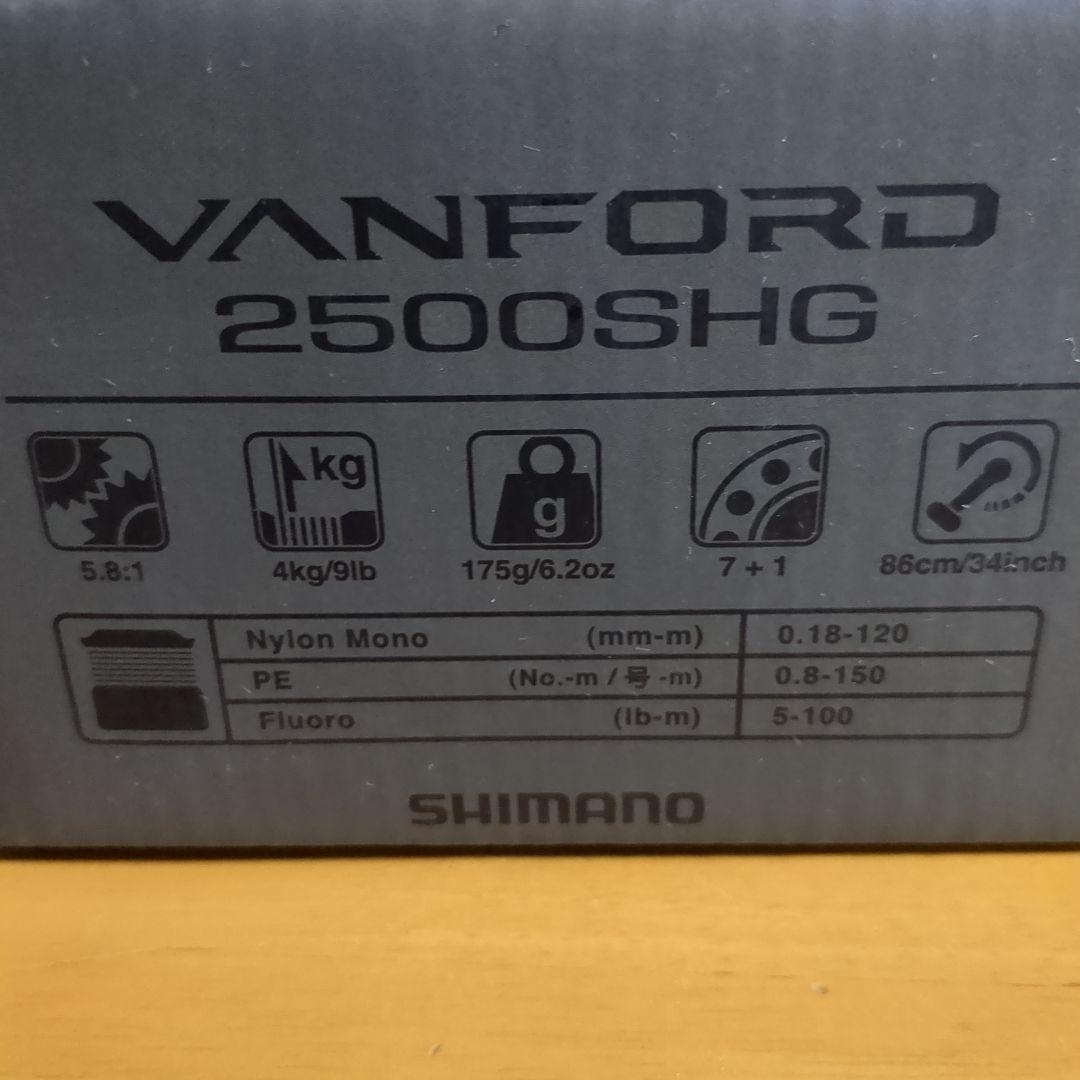 VANFORD
2500SHG
kg
g
5.8:1 4kg/9lb 175g/6.2oz 7+1 86cm/34inch
Nylon Mono (mm-m) 0.18-120
PE (No.-m / 号 -m) 0.8-150
Fluoro (lb-m) 5-100
SHIMANO